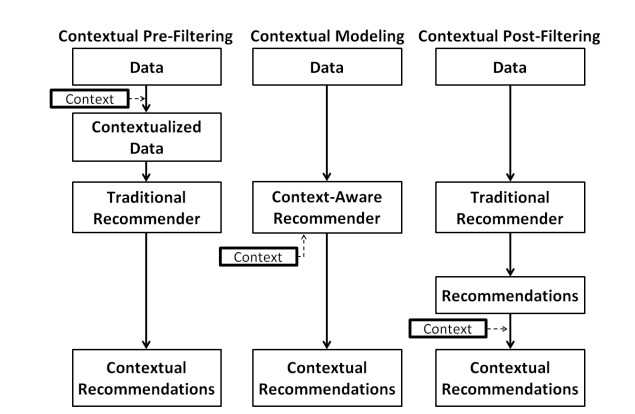 Contextual Pre-Filtering
Data
Context
Contextualized
Data
Traditional
Recommender
Contextual
Recommendations
Contextual Modeling
Data
Context-Aware
Recommender
Context
Contextual
Recommendations
Contextual Post-Filtering
Data
Traditional
Recommender
Recommendations
Context
Contextual
Recommendations